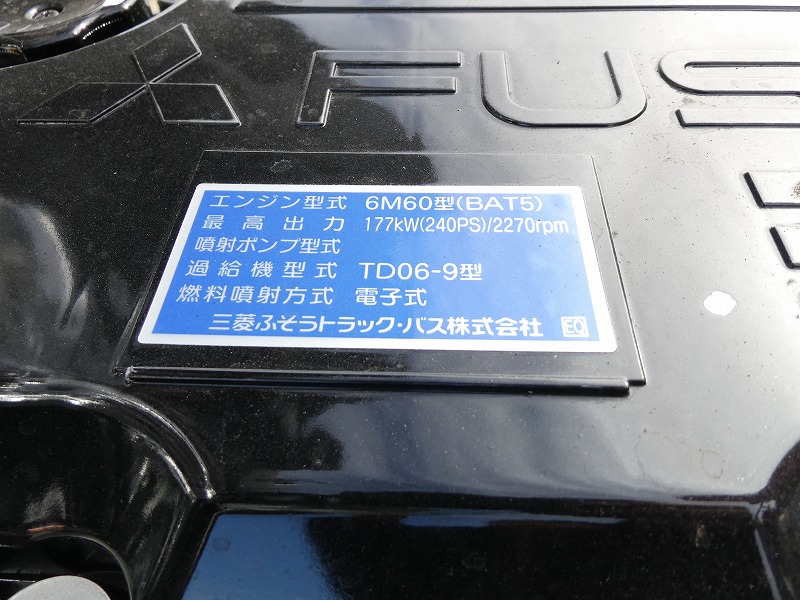 FUS
エンジン型式 6M60型(BAT5)
最高出力 177kW(240PS)/2270rpm
噴射ポンプ型式
過給機型式 TD06-9型
燃料噴射方式 電子式
三菱ふそうトラック・バス株式会社 EQ